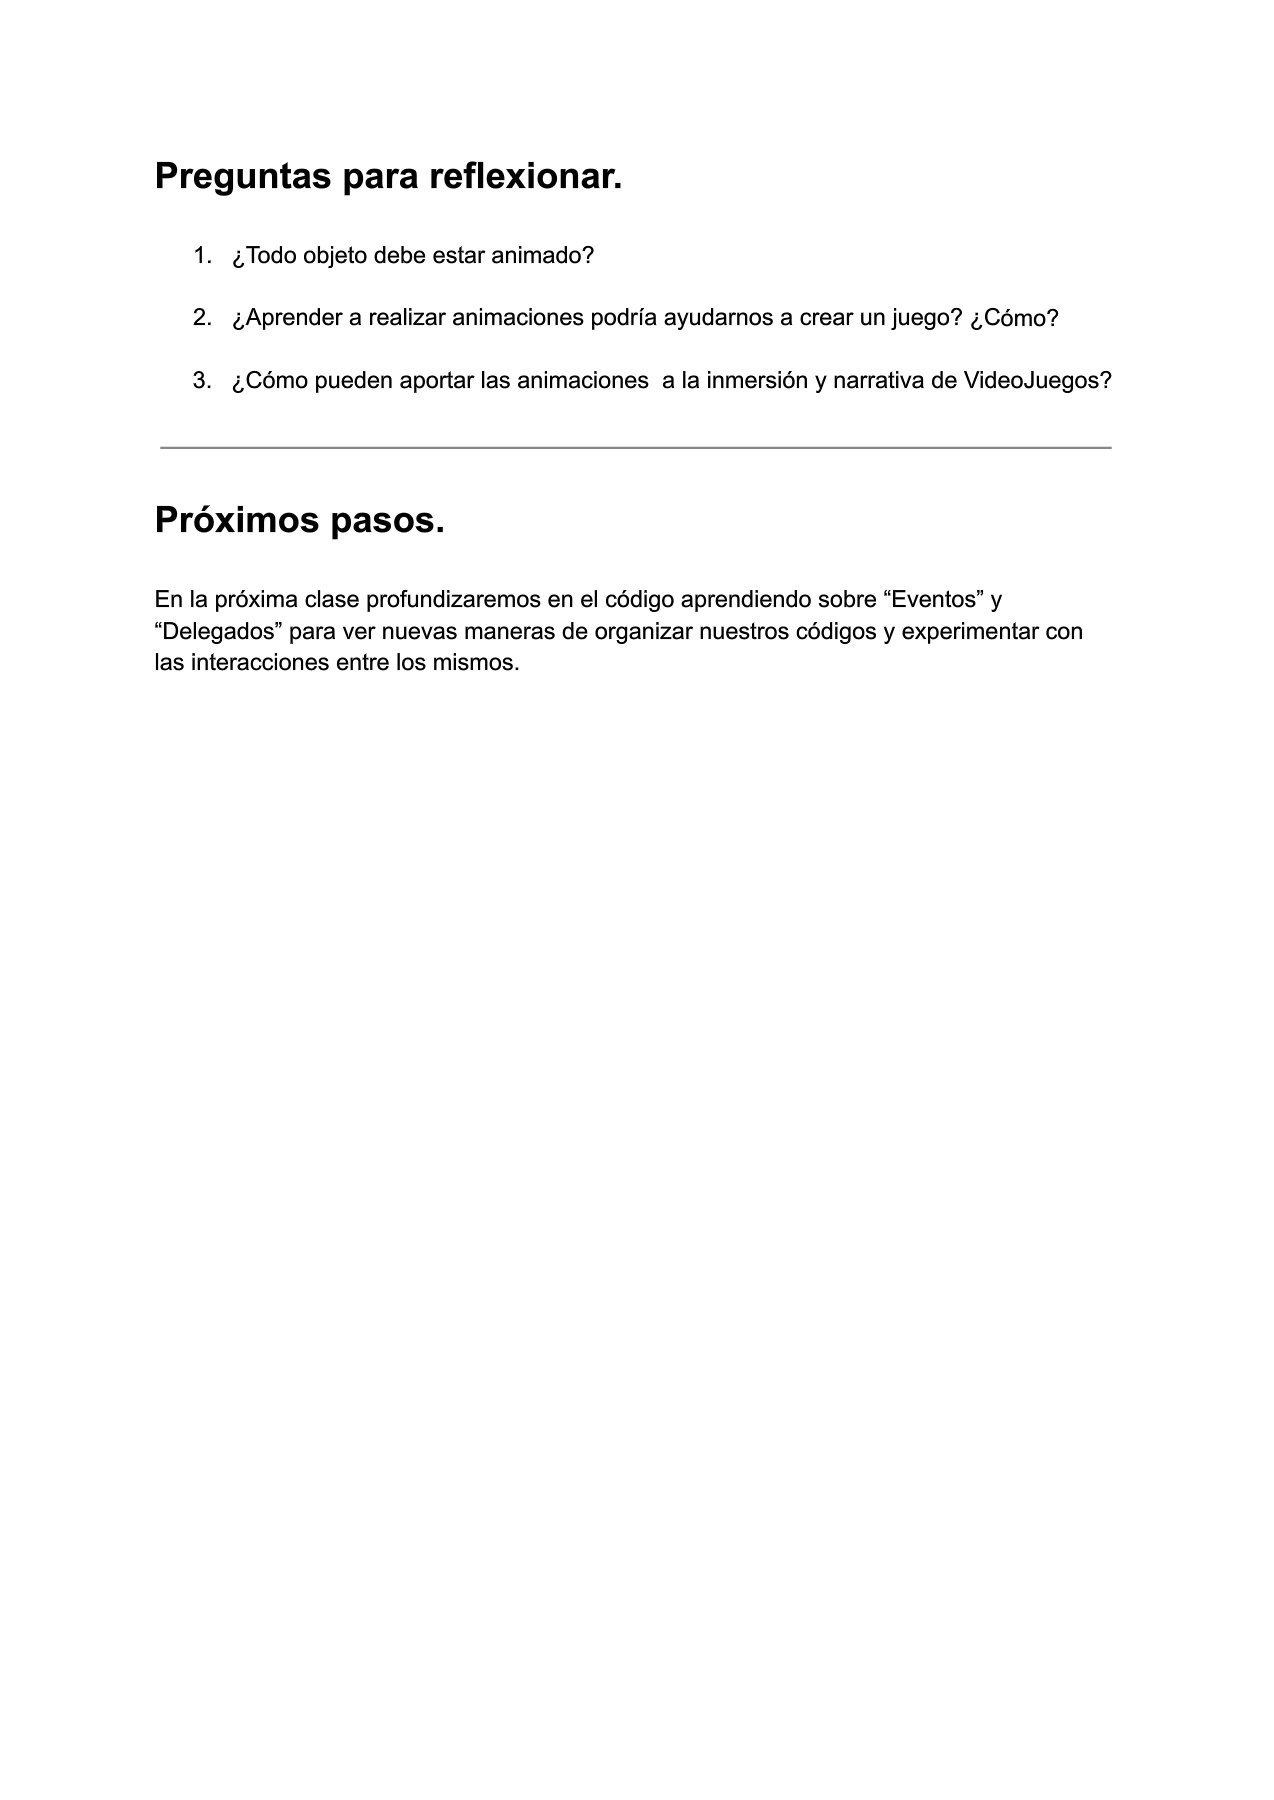 Preguntas para reflexionar.
1. ¿Todo objeto debe estar animado?
2. ¿Aprender a realizar animaciones podría ayudarnos a crear un juego? ¿Cómo?
3. ¿Cómo pueden aportar las animaciones  a la inmersión y narrativa de VideoJuegos?
Próximos pasos.
En la próxima clase profundizaremos en el código aprendiendo sobre “Eventos” y
“Delegados” para ver nuevas maneras de organizar nuestros códigos y experimentar con
las interacciones entre los mismos.